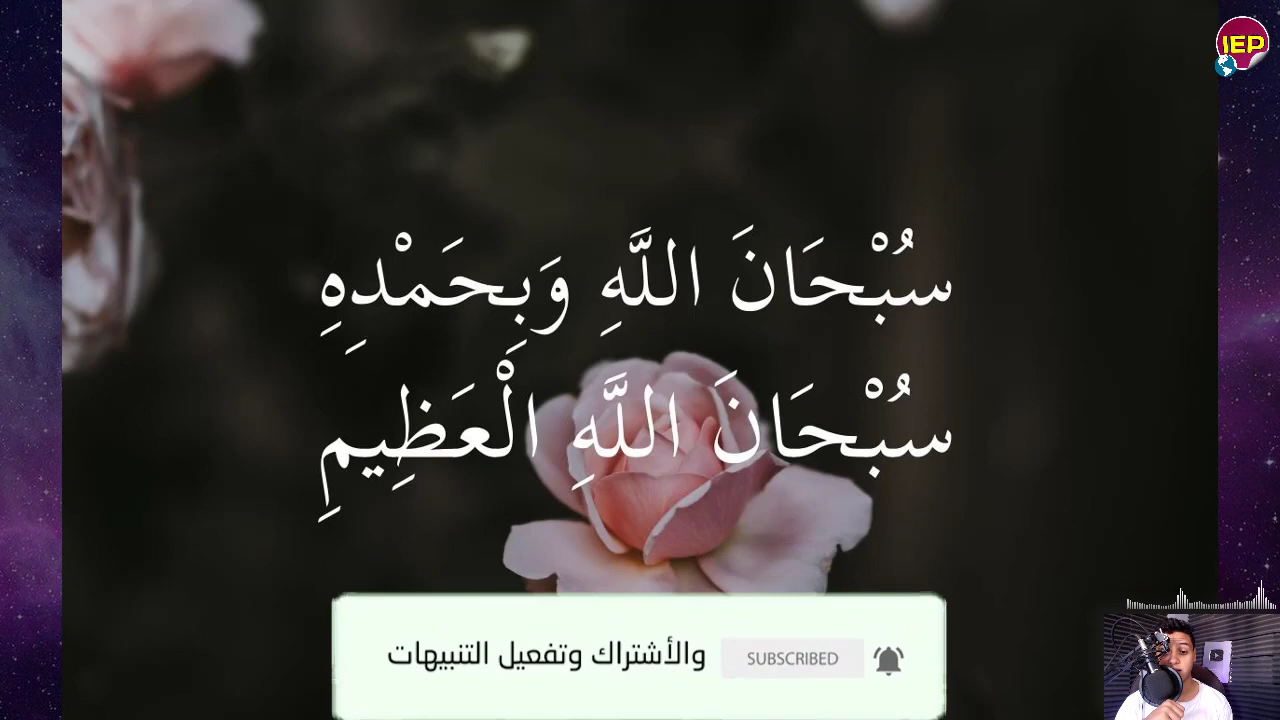 IEP
سُبْحَانَ اللَّهِ وَبِحَمْدِهِ
سُبْحَانَ اللَّهِ الْعَظِيمِ
والأشتراك وتفعيل التنبيهات SUBSCRIBED